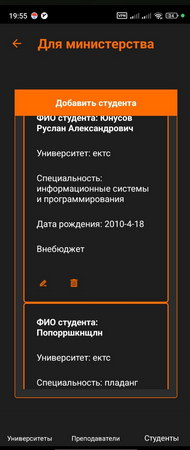 19:55
VPN
Для министерства
Добавить студента
ФИО студента: Юнусов
Руслан Александрович
Университет: ектс
Специальность:
информационные системы
и программирования
Дата рождения: 2010-4-18
Внебюджет
ФИО студента:
Попорршкнщлн
Университет: ектс
Специальность: пладанг
Университеты
Преподаватели
Студенты